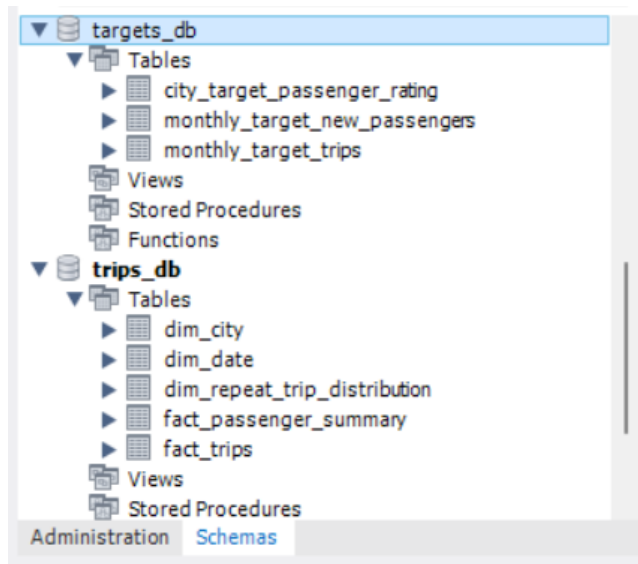 targets_db
Tables
city_target_passenger_rating
monthly_target_new_passengers
monthly_target_trips
Views
Stored Procedures
Functions
trips_db
Tables
dim_city
dim_date
dim_repeat_trip_distribution
fact_passenger_summary
fact_trips
Views
Stored Procedures
Administration Schemas